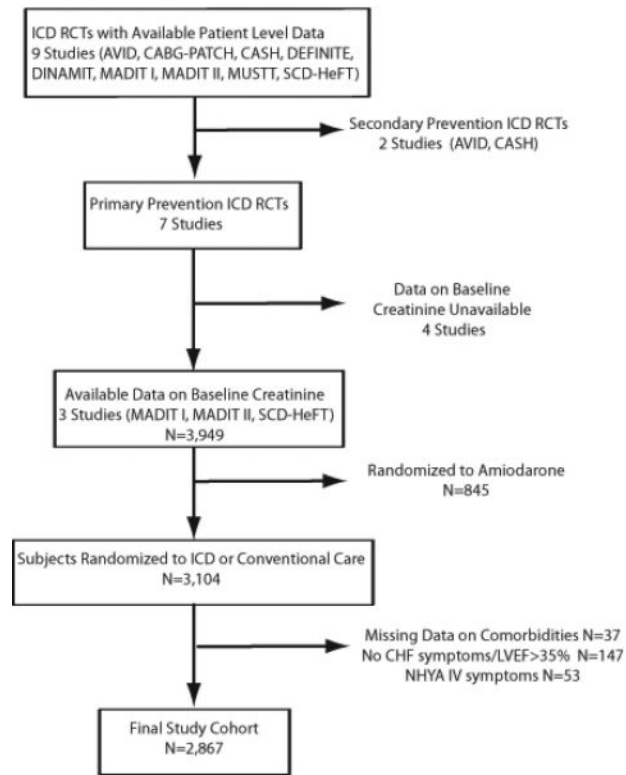 ICD RCTs with Available Patient Level Data
9 Studies (AVID, CABG-PATCH, CASH, DEFINITE,
DINAMIT, MADIT I, MADIT II, MUSTT, SCD-HeFT)
Secondary Prevention ICD RCTs
2 Studies (AVID, CASH)
Primary Prevention ICD RCTs
7 Studies
Data on Baseline
Creatinine Unavailable
4 Studies
Available Data on Baseline Creatinine
3 Studies (MADIT I, MADIT II, SCD-HeFT)
N=3,949
Randomized to Amiodarone
N=845
Subjects Randomized to ICD or Conventional Care
N=3,104
Missing Data on Comorbidities N=37
No CHF symptoms/LVEF>35% N=147
NHYA IV symptoms N=53
Final Study Cohort
N=2,867